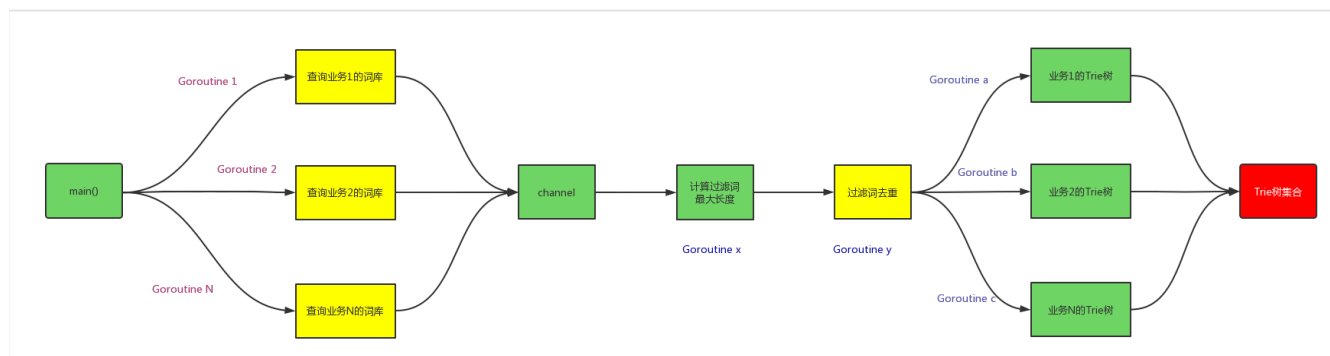 Goroutine 1
查询业务1的词库
Goroutine a
业务1的Trie树
main()
Goroutine 2
查询业务2的词库
channel
计算过滤词
最大长度
过滤词去重
Goroutine b
业务2的Trie树
Trie树集合
Goroutine x
Goroutine y
Goroutine N
查询业务N的词库
Goroutine c
业务N的Trie树